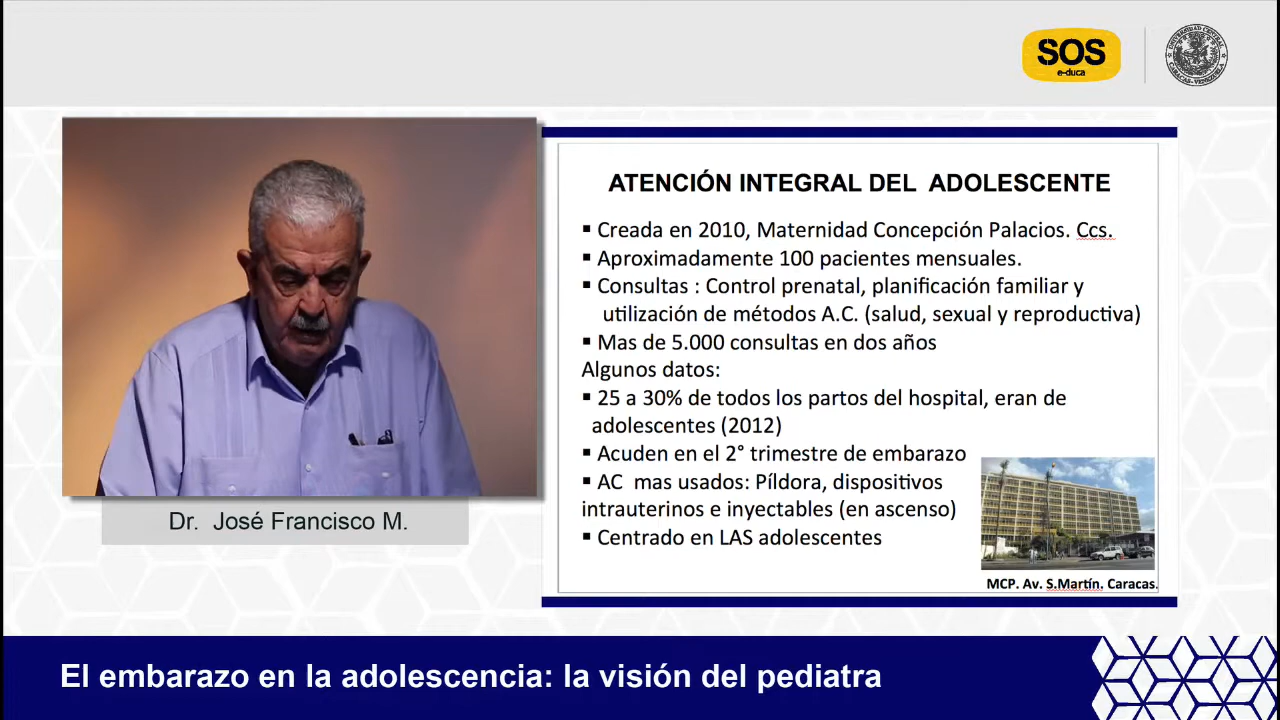 SOS
e-duca
UNIVERSIDAD CENTRAL
CARACAS-VENEZUELA
ATENCIÓN INTEGRAL DEL ADOLESCENTE
▪ Creada en 2010, Maternidad Concepción Palacios. Ccs.
▪ Aproximadamente 100 pacientes mensuales.
▪ Consultas : Control prenatal, planificación familiar y
utilización de métodos A.C. (salud, sexual y reproductiva)
▪ Mas de 5.000 consultas en dos años
Algunos datos:
▪ 25 a 30% de todos los partos del hospital, eran de
adolescentes (2012)
▪ Acuden en el 2° trimestre de embarazo
▪ AC mas usados: Píldora, dispositivos
intrauterinos e inyectables (en ascenso)
▪ Centrado en LAS adolescentes
MCP. Av. S.Martín. Caracas.
Dr. José Francisco M.
El embarazo en la adolescencia: la visión del pediatra